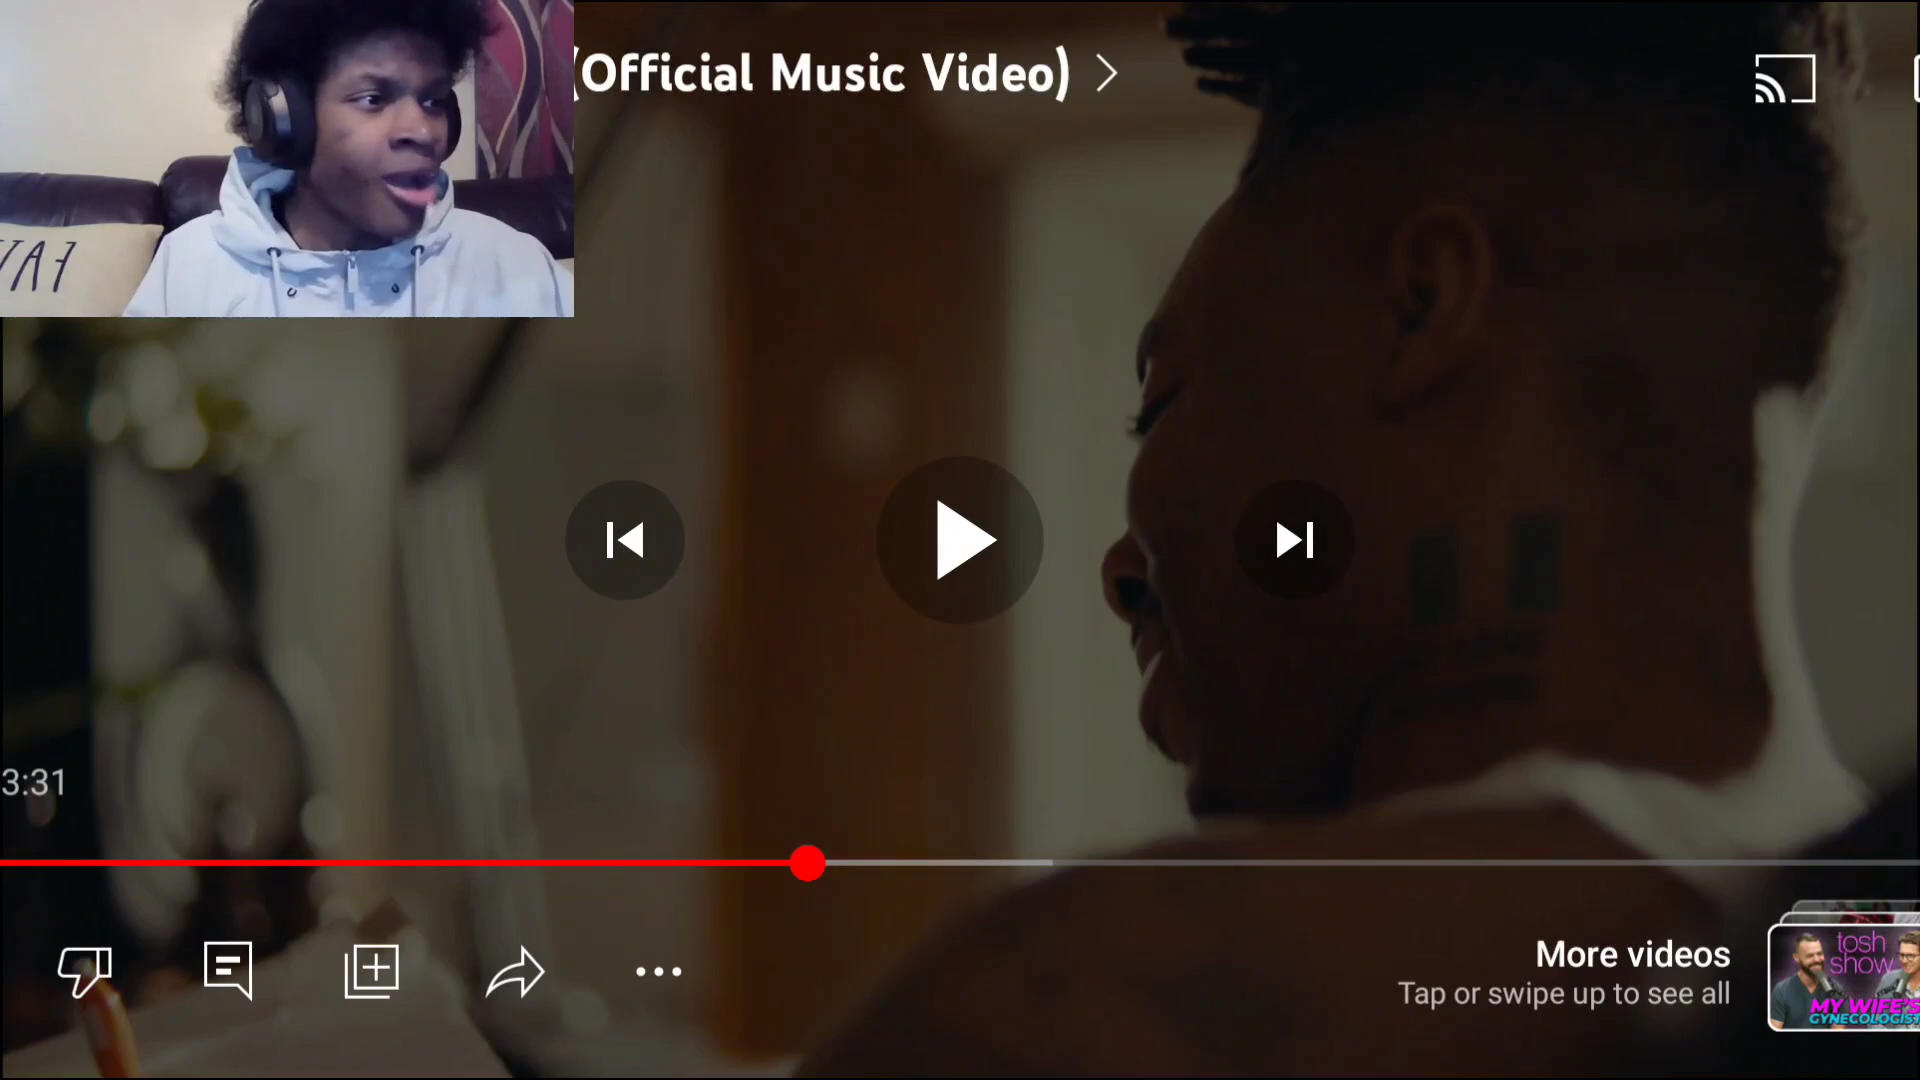 (Official Music Video)
3:31
More videos
Tap or swipe up to see all
tosh
show
MY WIFE'S
GYNECOLOGIST